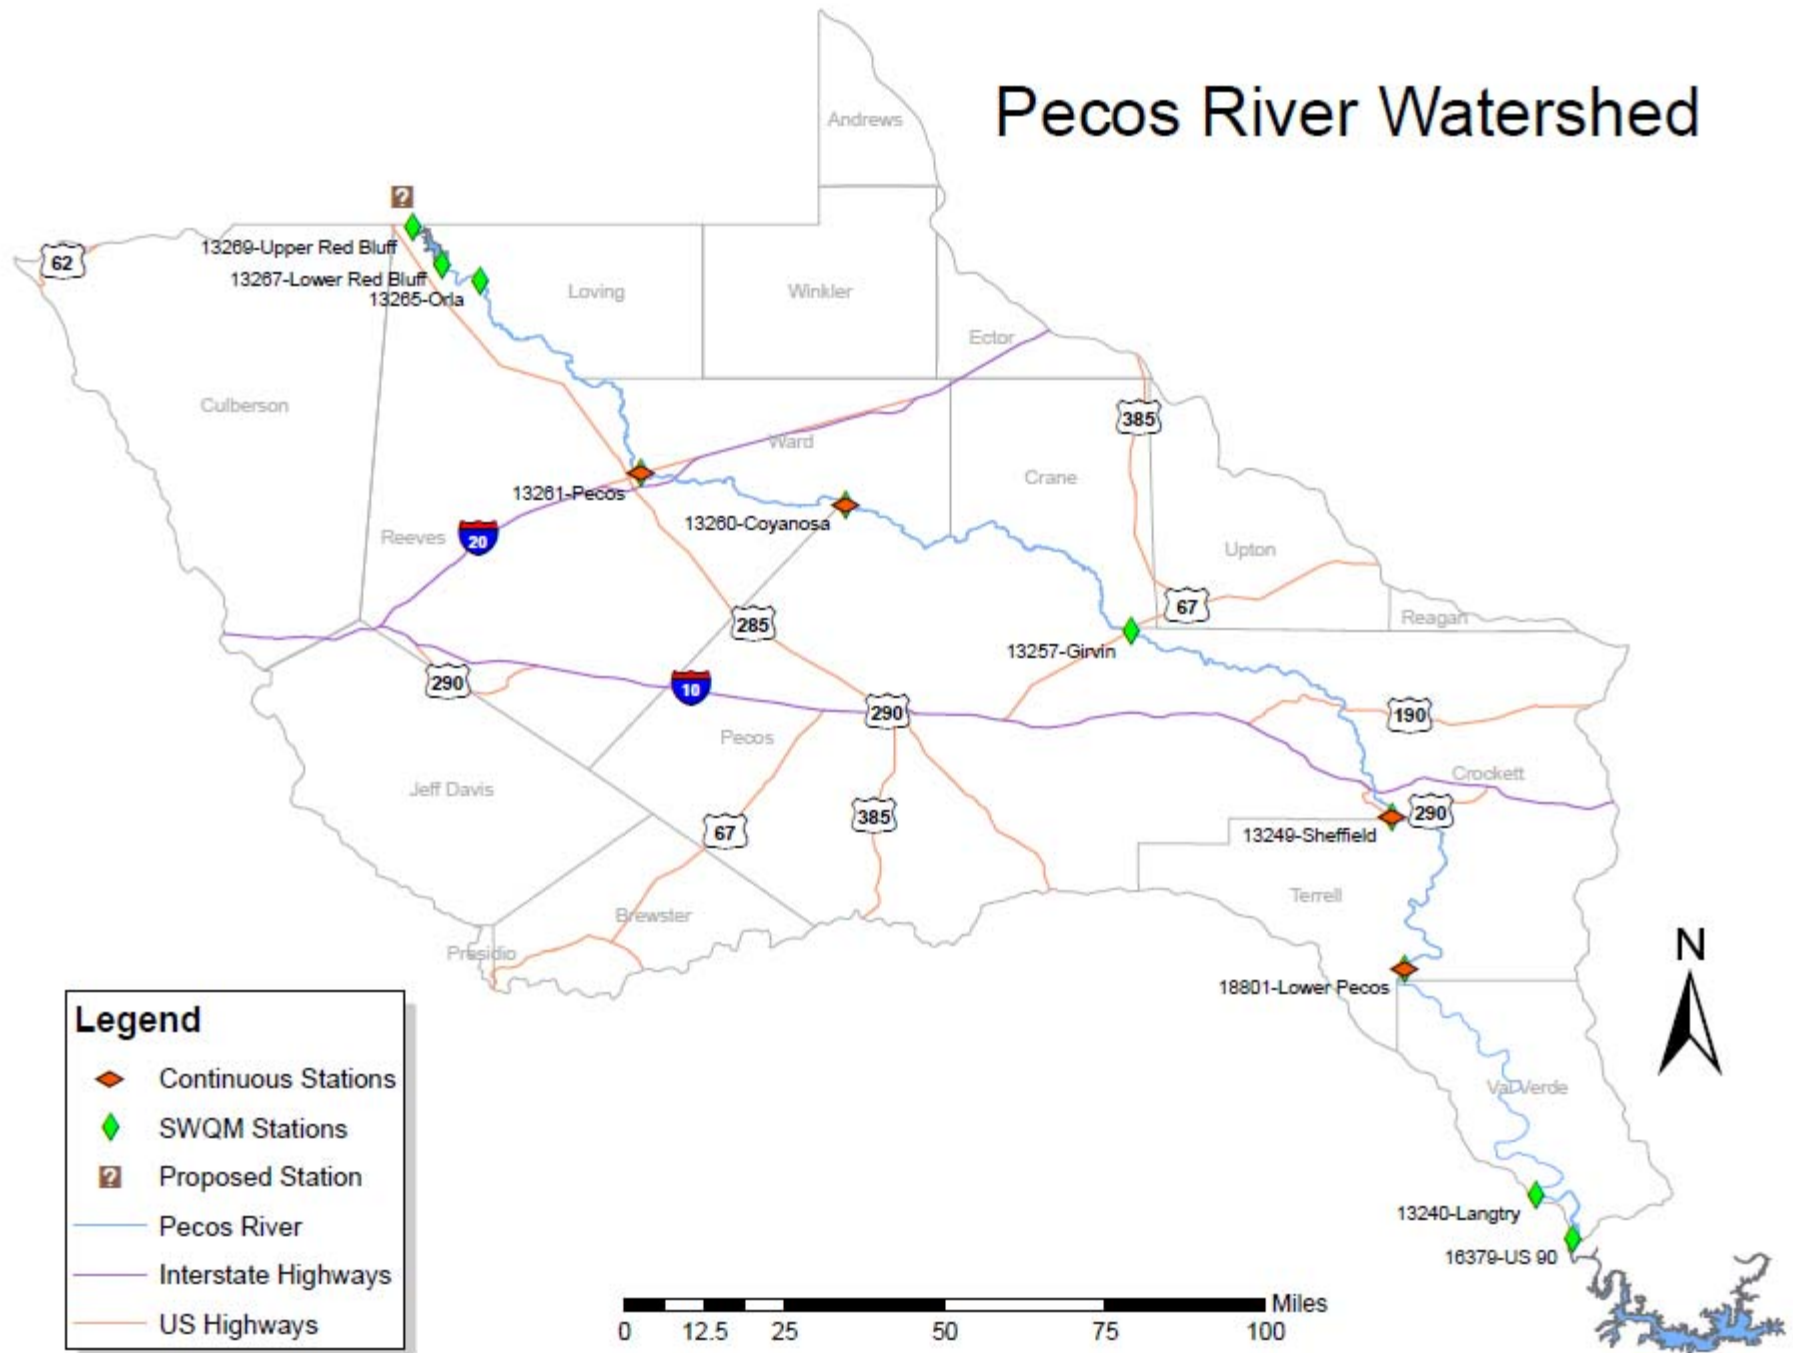 Pecos River Watershed
Andrews
?
13269-Upper Red Bluff
62
13267-Lower Red Bluff
13265-Orla
Loving
Winkler
Ector
Culberson
385
Ward
Crane
13261-Pecos
13260-Coyanosa
Reeves
20
Upton
67
Reagan
285
13257-Girvin
290
10
290
190
Pecos
Crockett
Jeff Davis
67
385
290
13249-Sheffield
Terrell
Brewster
Presidio
N
18801-Lower Pecos
Val Verde
13240-Langtry
16379-US 90
Legend
Continuous Stations
SWQM Stations
? Proposed Station
Pecos River
Interstate Highways
US Highways
Miles
0 12.5 25 50 75 100